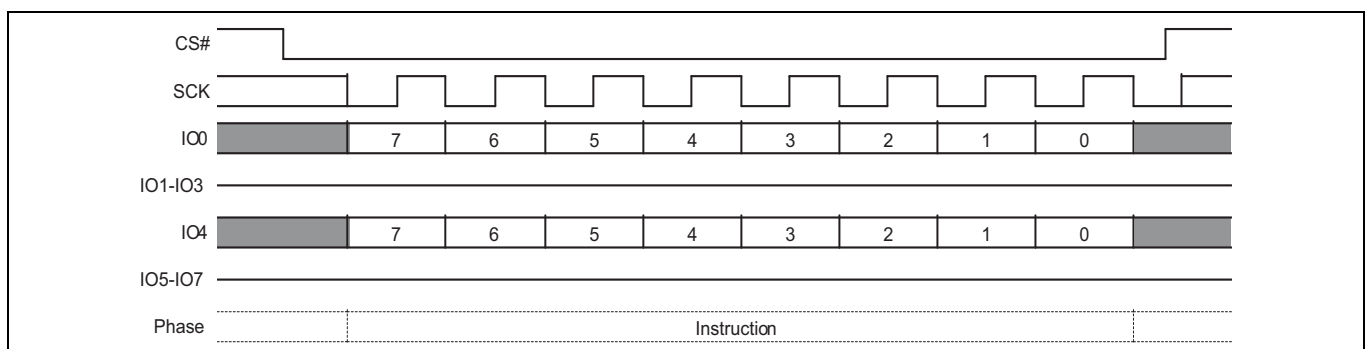 CS#
SCK
IO0 7 6 5 4 3 2 1 0
IO1-IO3
IO4 7 6 5 4 3 2 1 0
IO5-IO7
Phase Instruction